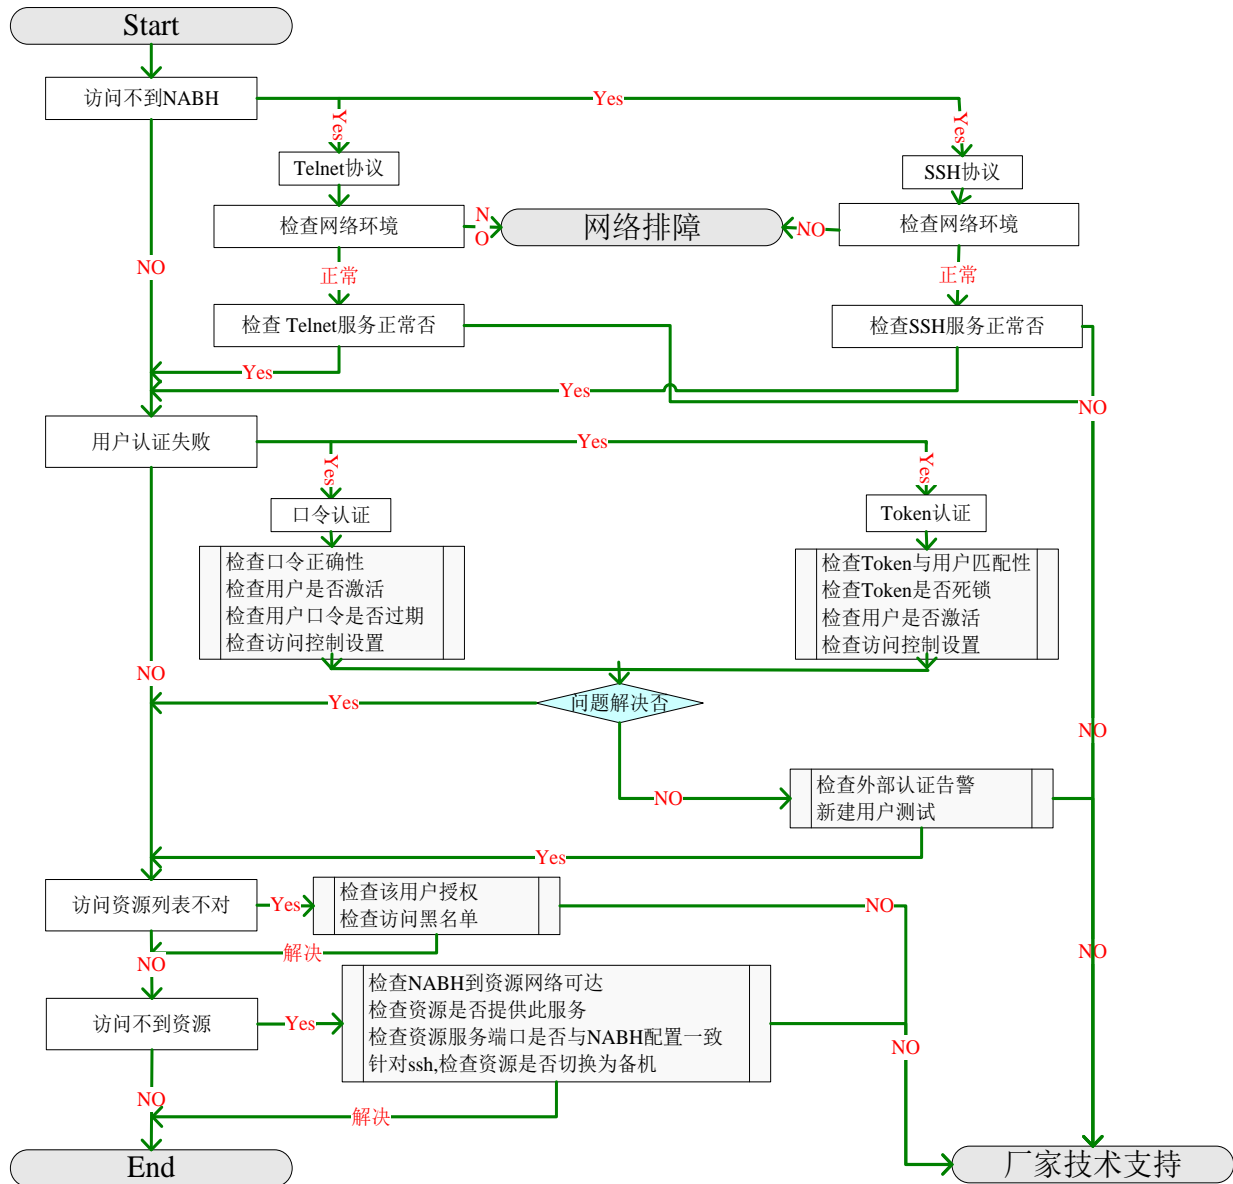 Start
访问不到NABH
Yes
Yes
Yes
Telnet协议
SSH协议
检查网络环境
N
O
网络排障
NO
检查网络环境
NO
正常
正常
检查 Telnet服务正常否
检查SSH服务正常否
Yes
Yes
NO
用户认证失败
Yes
Yes
Yes
口令认证
Token认证
检查口令正确性
检查用户是否激活
检查用户口令是否过期
检查访问控制设置
检查Token与用户匹配性
检查Token是否死锁
检查用户是否激活
检查访问控制设置
NO
Yes
问题解决否
NO
NO
检查外部认证告警
新建用户测试
Yes
访问资源列表不对
Yes
检查该用户授权
检查访问黑名单
NO
解决
NO
NO
访问不到资源
Yes
检查NABH到资源网络可达
检查资源是否提供此服务
检查资源服务端口是否与NABH配置一致
针对ssh,检查资源是否切换为备机
NO
NO
解决
End
厂家技术支持